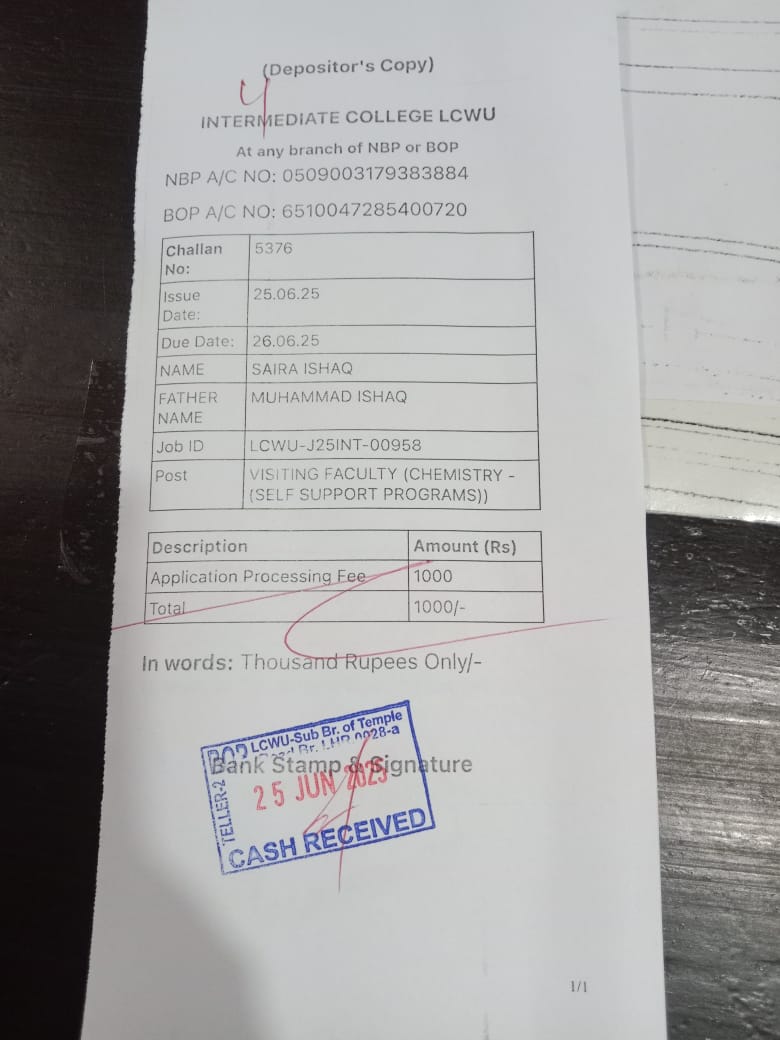 (Depositor's Copy)
INTERMEDIATE COLLEGE LCWU
At any branch of NBP or BOP
NBP A/C NO: 0509003179383884
BOP A/C NO: 6510047285400720
Challan No: 5376
Issue Date: 25.06.25
Due Date: 26.06.25
NAME SAIRA ISHAQ
FATHER NAME MUHAMMAD ISHAQ
Job ID LCWU-J25INT-00958
Post VISITING FACULTY (CHEMISTRY -
(SELF SUPPORT PROGRAMS))
Description Amount (Rs)
Application Processing Fee 1000
Total 1000/-
In words: Thousand Rupees Only/-
BOP LCWU-Sub Br. of Temple
Br. LHR 0028-a
Bank Stamp & Signature
TELLER-2
25 JUN 2025
CASH RECEIVED
1/1